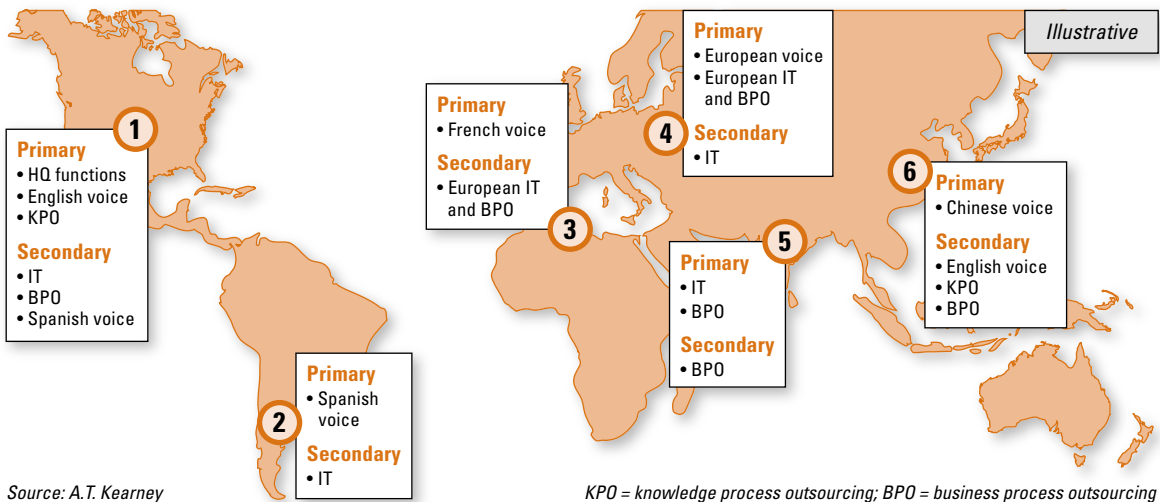 Illustrative
1
Primary
• HQ functions
• English voice
• KPO
Secondary
• IT
• BPO
• Spanish voice
2
Primary
• Spanish
voice
Secondary
• IT
3
Primary
• French voice
Secondary
• European IT
and BPO
4
Primary
• European voice
• European IT
and BPO
Secondary
• IT
5
Primary
• IT
• BPO
Secondary
• BPO
6
Primary
• Chinese voice
Secondary
• English voice
• KPO
• BPO
Source: A.T. Kearney
KPO = knowledge process outsourcing; BPO = business process outsourcing